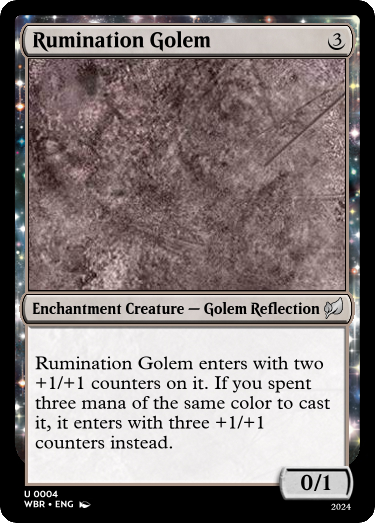 Rumination Golem 3
Enchantment Creature — Golem Reflection
Rumination Golem enters with two
+1/+1 counters on it. If you spent
three mana of the same color to cast
it, it enters with three +1/+1
counters instead.
0/1
U 0004
WBR • ENG
2024